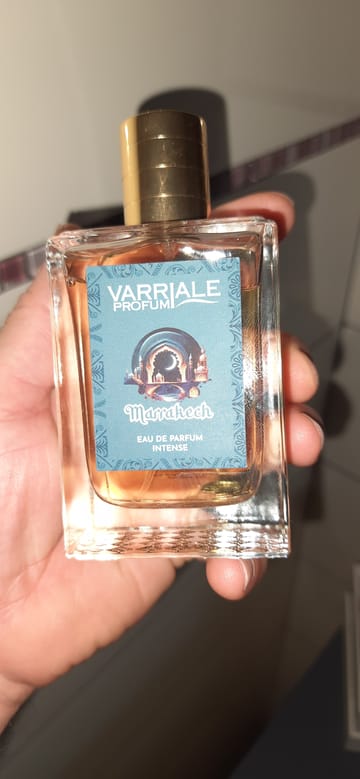 VARRIALE
PROFUMI
Marrakech
EAU DE PARFUM
INTENSE